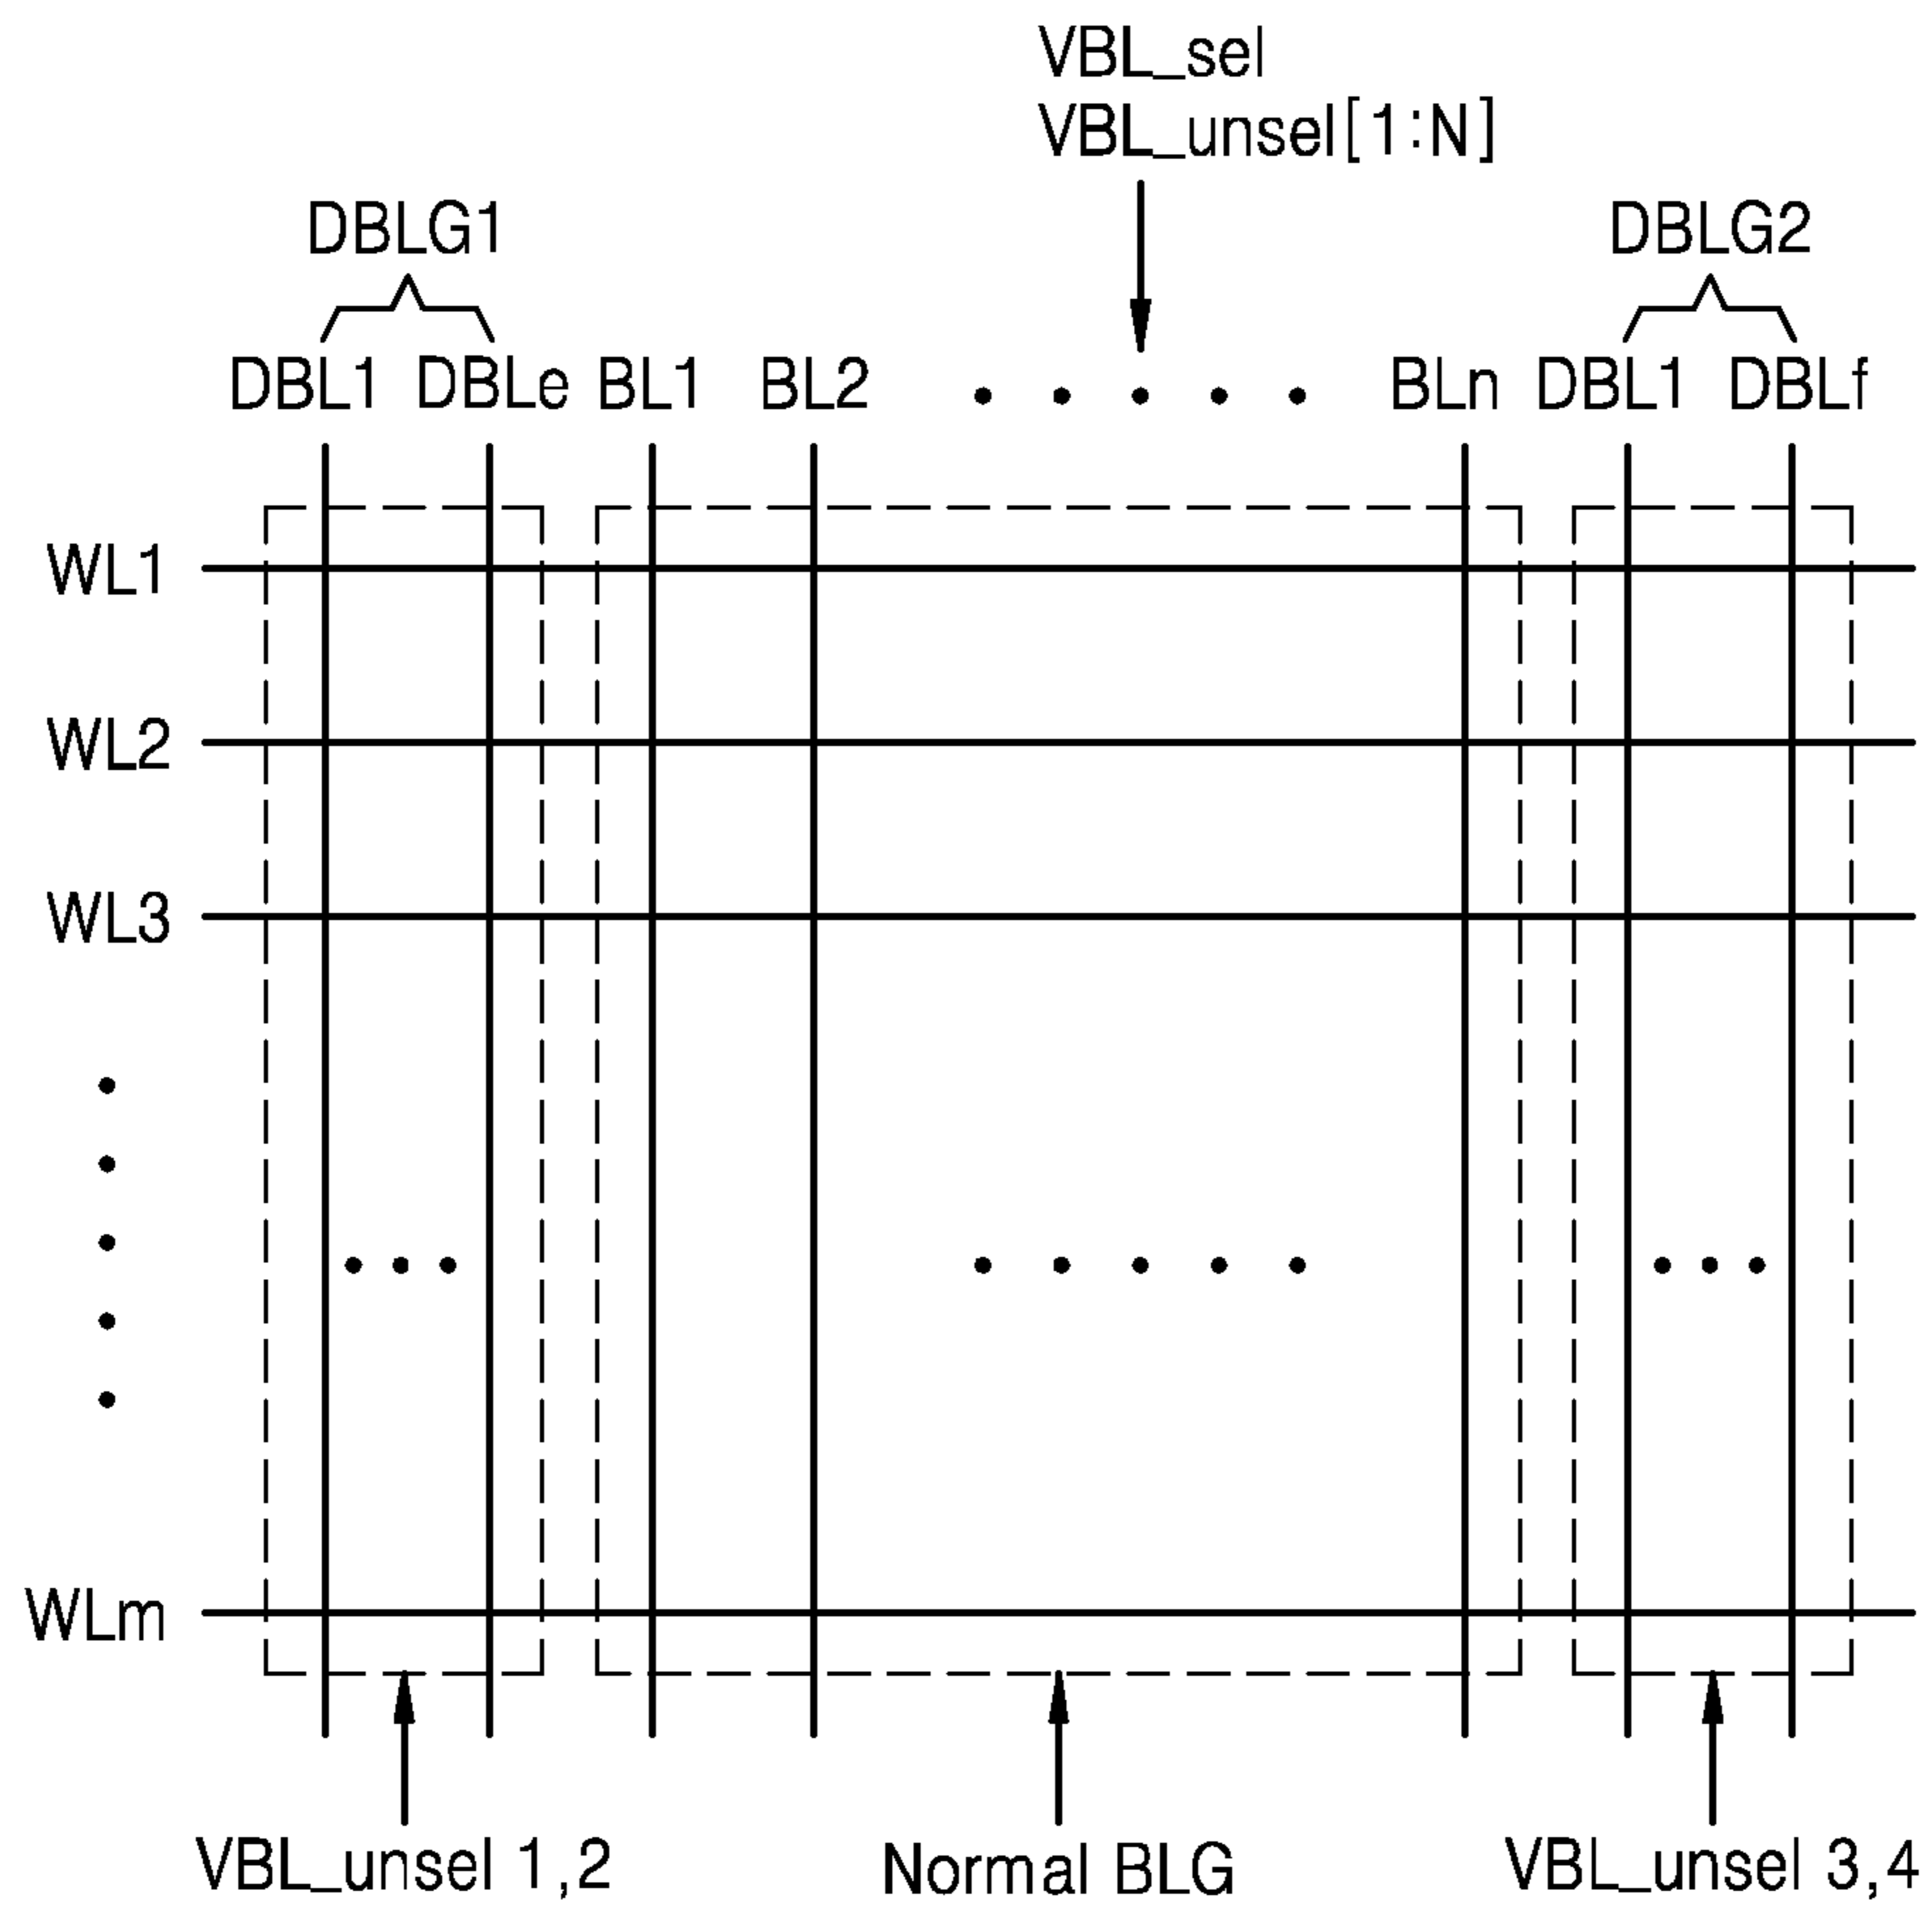 VBL_sel
VBL_unsel[1:N]
DBLG1
DBLG2
DBL1 DBLe BL1 BL2 BLn DBL1 DBLf
WL1
WL2
WL3
WLm
VBL_unsel 1,2
Normal BLG
VBL_unsel 3,4